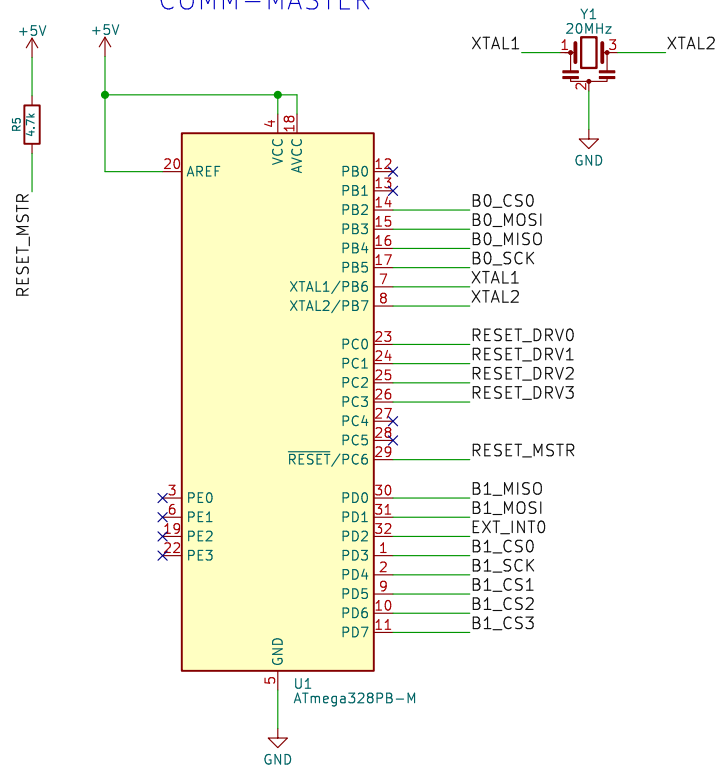 COMM-MASTER
+5V
+5V
R5
4.7k
RESET_MSTR
Y1
20MHz
XTAL1
1
3
XTAL2
2
GND
4
18
VCC
AVCC
20
AREF
PB0
12
PB1
13
PB2
14
B0_CS0
PB3
15
B0_MOSI
PB4
16
B0_MISO
PB5
17
B0_SCK
XTAL1/PB6
7
XTAL1
XTAL2/PB7
8
XTAL2
PC0
23
RESET_DRV0
PC1
24
RESET_DRV1
PC2
25
RESET_DRV2
PC3
26
RESET_DRV3
PC4
27
PC5
28
RESET/PC6
29
RESET_MSTR
3
PE0
PD0
30
B1_MISO
6
PE1
PD1
31
B1_MOSI
19
PE2
PD2
32
EXT_INT0
22
PE3
PD3
1
B1_CS0
PD4
2
B1_SCK
PD5
9
B1_CS1
PD6
10
B1_CS2
PD7
11
B1_CS3
GND
5
U1
ATmega328PB-M
GND